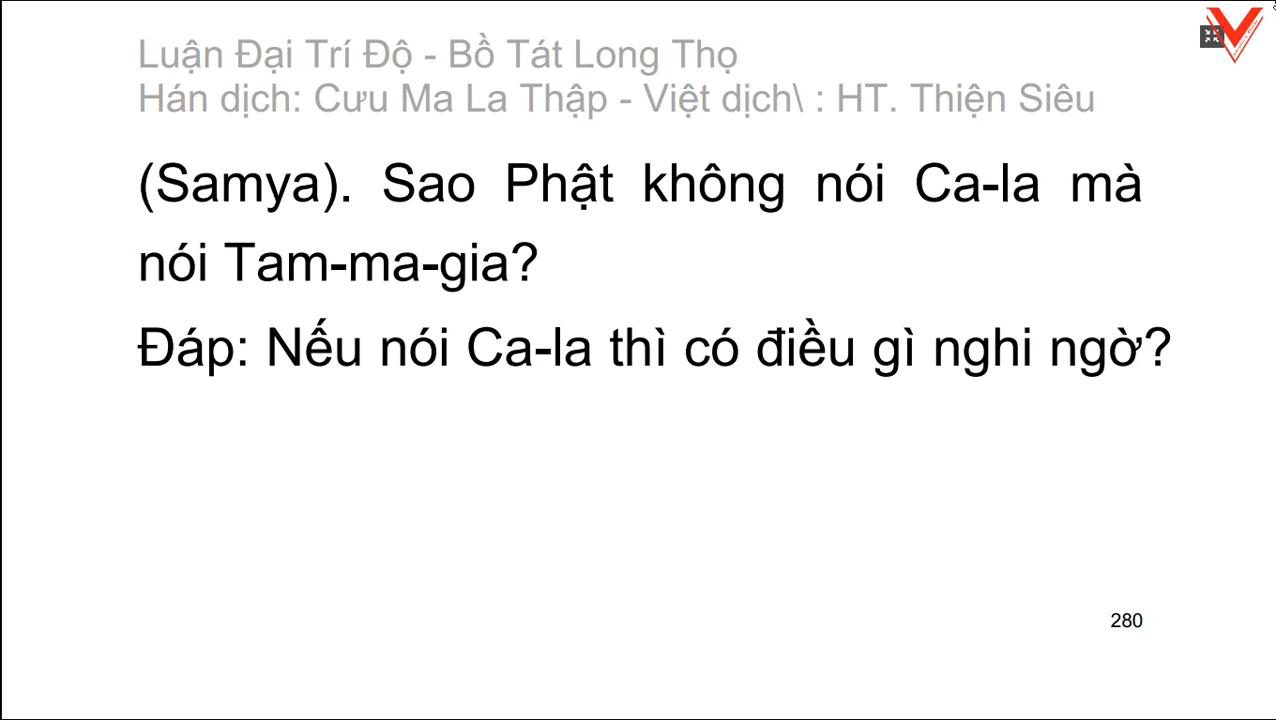 Luận Đại Trí Độ - Bồ Tát Long Thọ
Hán dịch: Cưu Ma La Thập - Việt dịch\ : HT. Thiện Siêu
(Samya). Sao Phật không nói Ca-la mà
nói Tam-ma-gia?
Đáp: Nếu nói Ca-la thì có điều gì nghi ngờ?
280